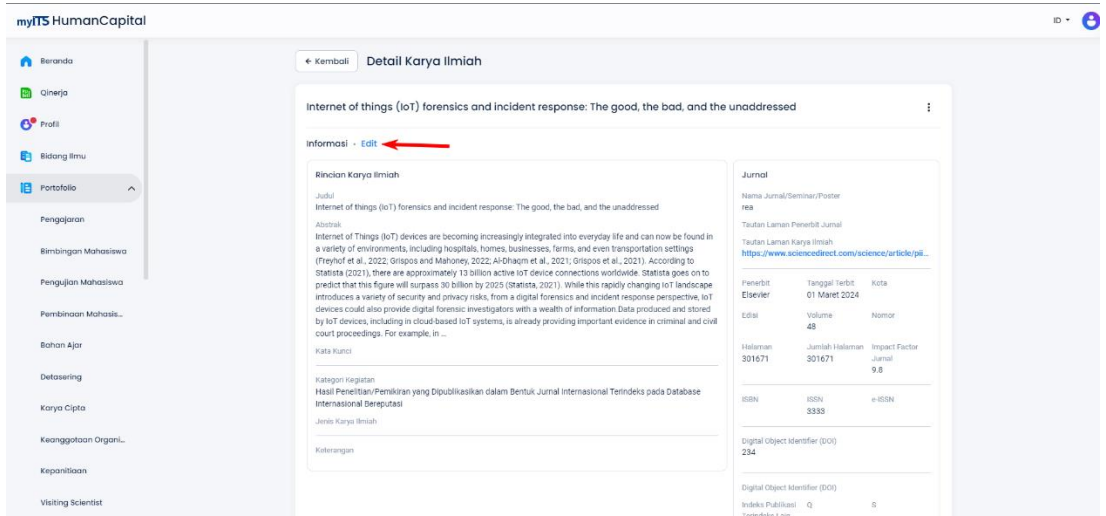 myITS HumanCapital
ID
Beranda
Qinerja
Profil
Bidang Ilmu
Portofolio
Pengajaran
Bimbingan Mahasiswa
Pengujian Mahasiswa
Pembinaan Mahasis...
Bahan Ajar
Detasering
Karya Cipta
Keanggotaan Organi...
Kepanitiaan
Visiting Scientist
← Kembali
Detail Karya Ilmiah
Internet of things (IoT) forensics and incident response: The good, the bad, and the unaddressed
Informasi - Edit
Rincian Karya Ilmiah
Judul
Internet of things (IoT) forensics and incident response: The good, the bad, and the unaddressed
Abstrak
Internet of Things (IoT) devices are becoming increasingly integrated into everyday life and can now be found in
a variety of environments, including hospitals, homes, businesses, farms, and even transportation settings
(Freyhof et al., 2022; Grispos and Mahoney, 2022; Al-Dhaqm et al., 2021; Grispos et al., 2021). According to
Statista (2021), there are approximately 13 billion active IoT device connections worldwide. Statista goes on to
predict that this figure will surpass 30 billion by 2025 (Statista, 2021). While this rapidly changing IoT landscape
introduces a variety of security and privacy risks, from a digital forensics and incident response perspective, IoT
devices could also provide digital forensic investigators with a wealth of information.Data produced and stored
by IoT devices, including in cloud-based IoT systems, is already providing important evidence in criminal and civil
court proceedings. For example, in ...
Kata Kunci
Kategori Kegiatan
Hasil Penelitian/Pemikiran yang Dipublikasikan dalam Bentuk Jurnal Internasional Terindeks pada Database
Internasional Bereputasi
Jenis Karya Ilmiah
Keterangan
Jurnal
Nama Jurnal/Seminar/Poster
rea
Tautan Laman Penerbit Jurnal
Tautan Laman Karya Ilmiah
https://www.sciencedirect.com/science/article/pii...
Penerbit Tanggal Terbit Kota
Elsevier 01 Maret 2024
Edisi Volume Nomor
48
Halaman Jumlah Halaman Impact Factor
301671 301671 Jurnal
9.8
ISBN ISSN e-ISSN
3333
Digital Object Identifier (DOI)
234
Digital Object Identifier (DOI)
Indeks Publikasi Q S
Terindeks Lain